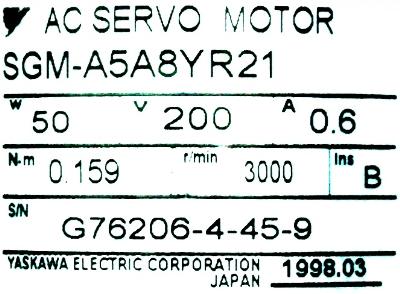 AC SERVO MOTOR
SGM-A5A8YR21
W 50 V 200 A 0.6
N·m 0.159 r/min 3000 Ins B
S/N G76206-4-45-9
YASKAWA ELECTRIC CORPORATION 1998.03
JAPAN